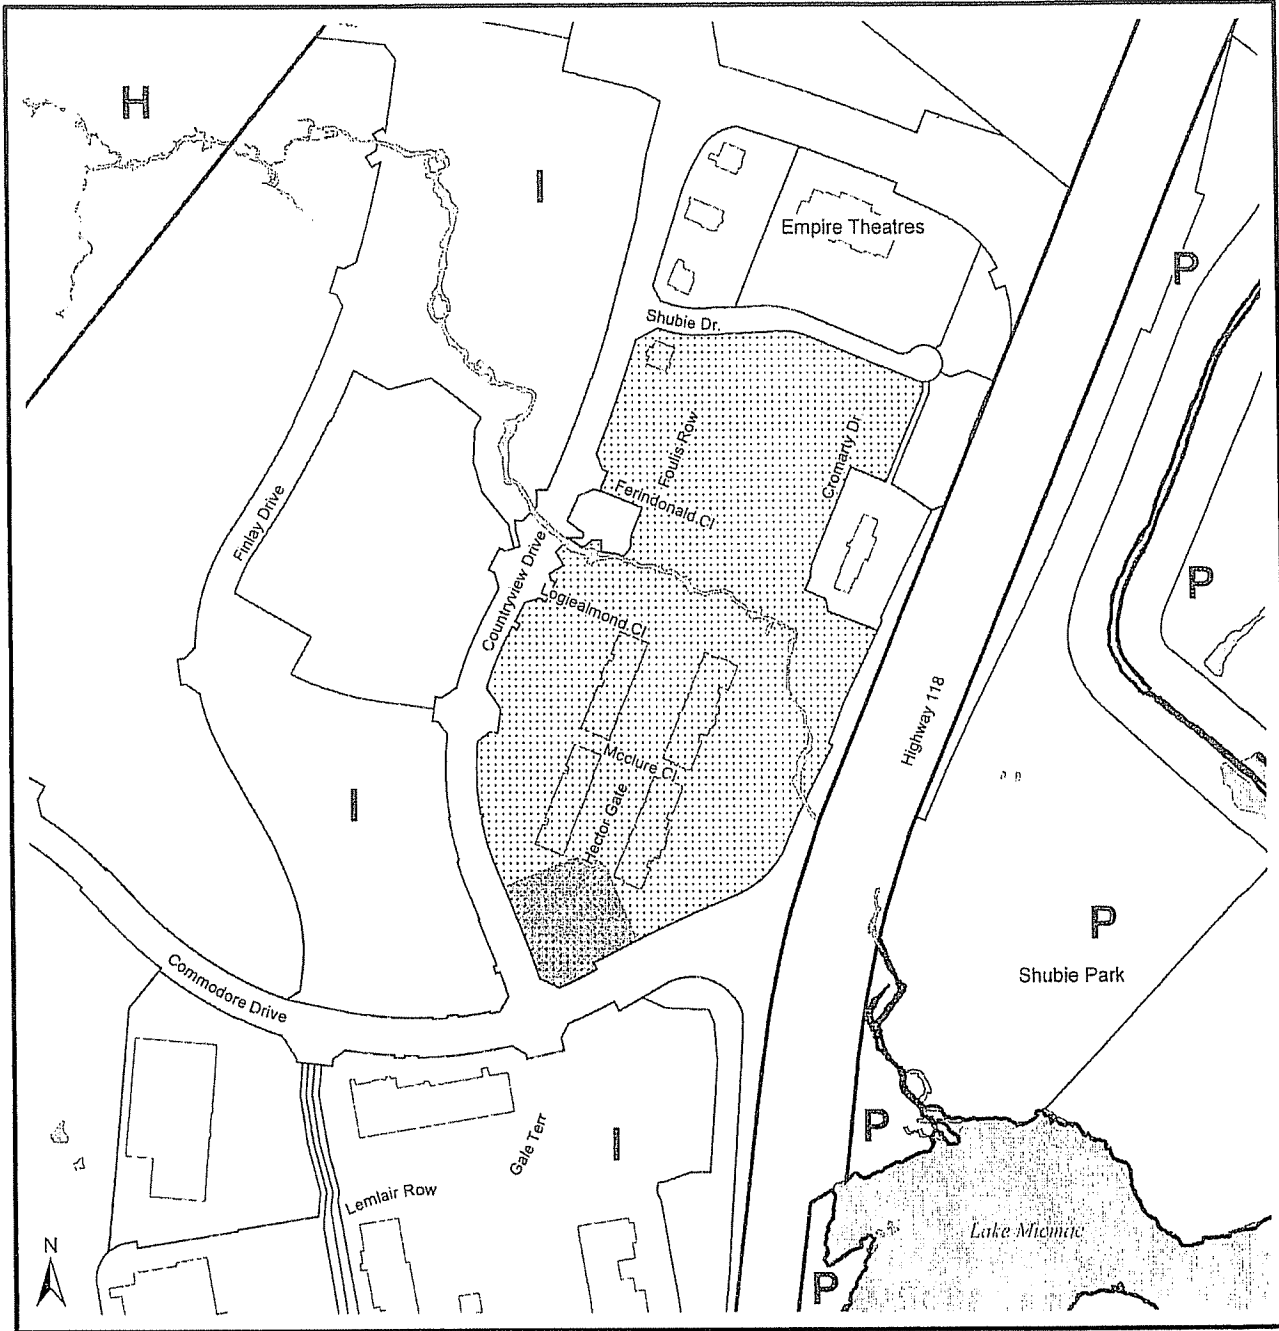 H
I
Empire Theatres
P
Shubie Dr.
Foulis Row
Cromarty Dr
Ferindonald Cl
Finlay Drive
Countryview Drive
Logiealmond Cl
P
Highway 118
Mcclure Cl
Hector Gate
I
P
Shubie Park
Commodore Drive
P
Gale Terr
I
Lemlair Row
Lake Micmac
N
P